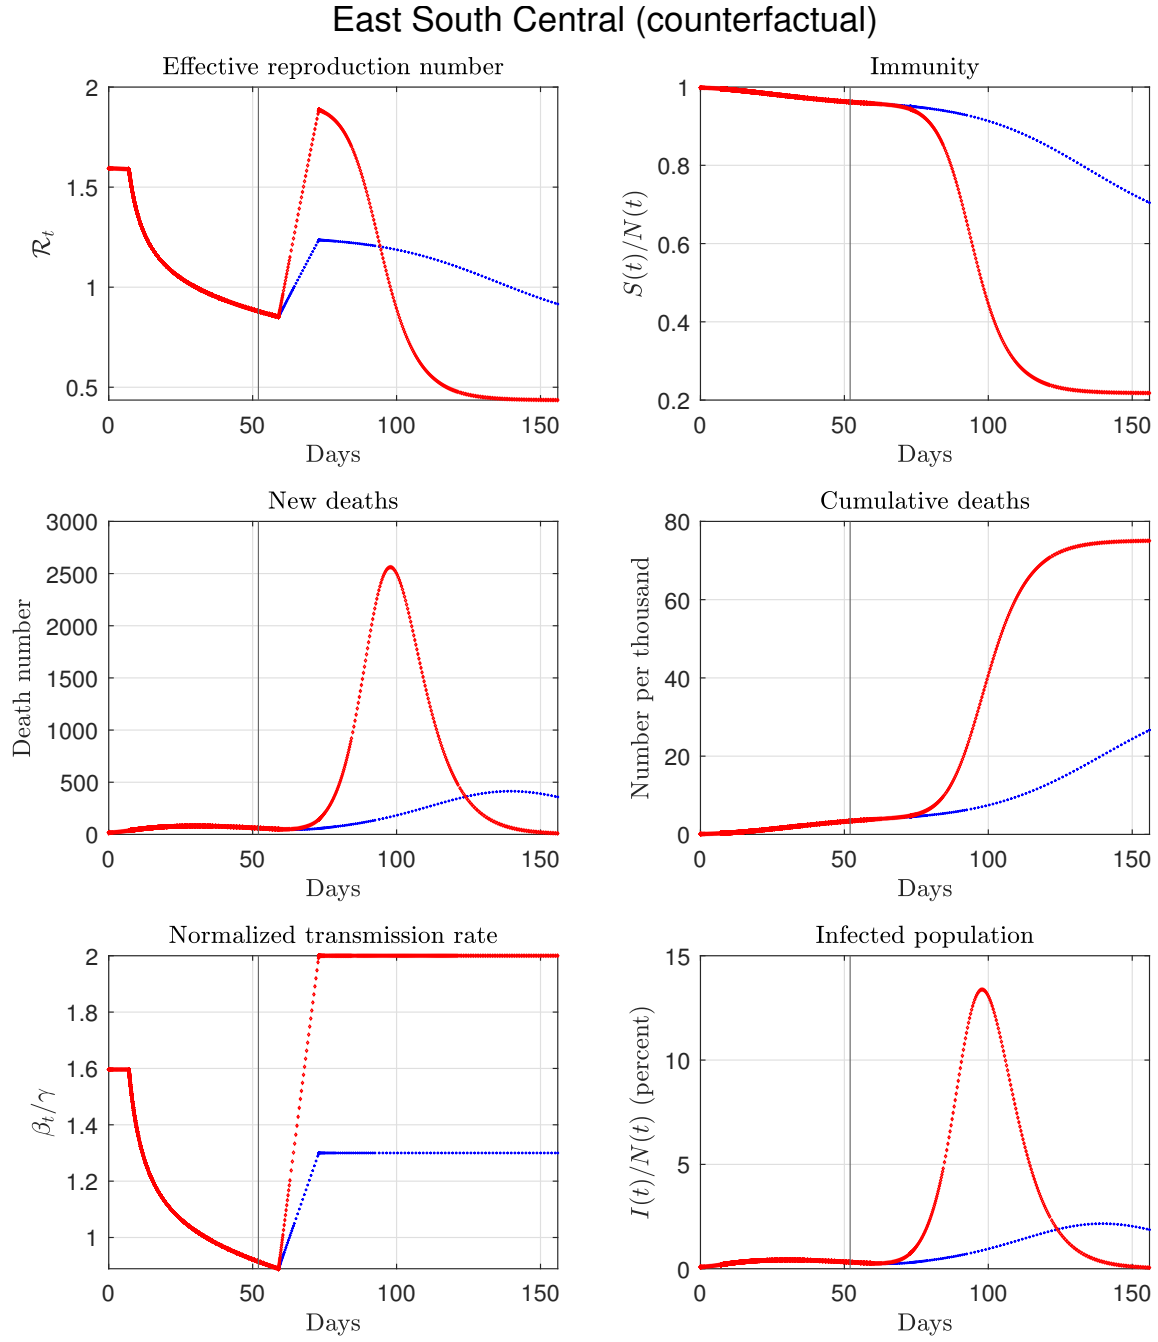 East South Central (counterfactual)
Effective reproduction number
2
1.5
1
0.5
0
50
100
150
Days
R_t
Immunity
1
0.8
0.6
0.4
0.2
0
50
100
150
Days
S(t)/N(t)
New deaths
3000
2500
2000
1500
1000
500
0
0
50
100
150
Days
Death number
Cumulative deaths
80
60
40
20
0
0
50
100
150
Days
Number per thousand
Normalized transmission rate
2
1.8
1.6
1.4
1.2
1
0
50
100
150
Days
β_t/γ
Infected population
15
10
5
0
0
50
100
150
Days
I(t)/N(t) (percent)